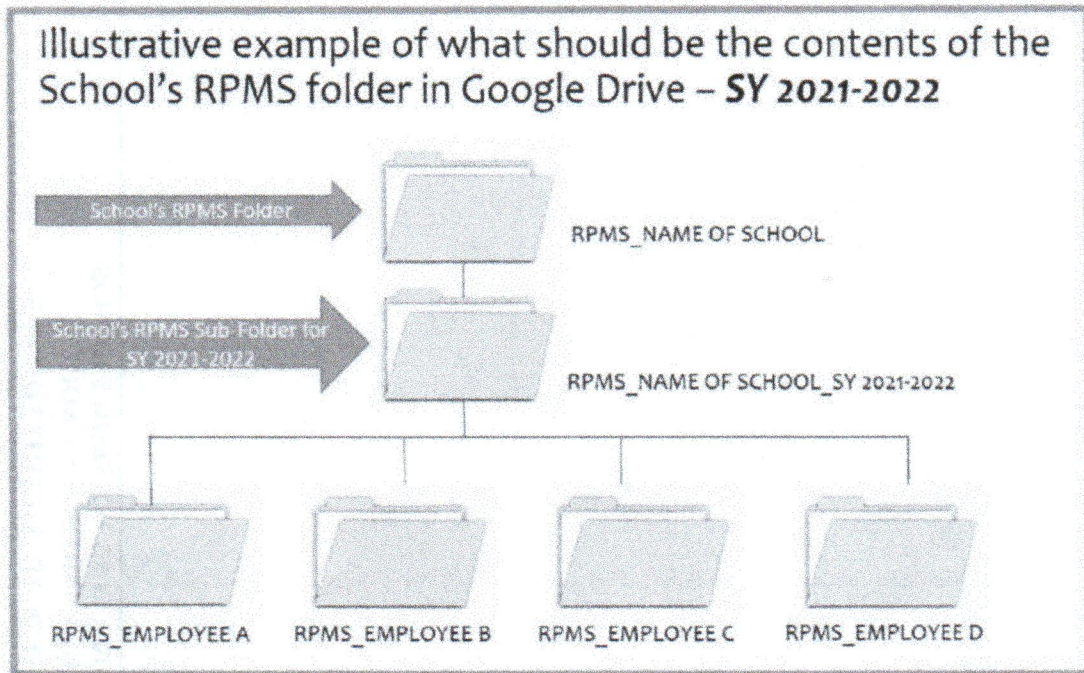 Illustrative example of what should be the contents of the
School's RPMS folder in Google Drive – SY 2021-2022
School's RPMS Folder
RPMS_NAME OF SCHOOL
School's RPMS Sub-Folder for
SY 2021-2022
RPMS_NAME OF SCHOOL_SY 2021-2022
RPMS_EMPLOYEE A
RPMS_EMPLOYEE B
RPMS_EMPLOYEE C
RPMS_EMPLOYEE D